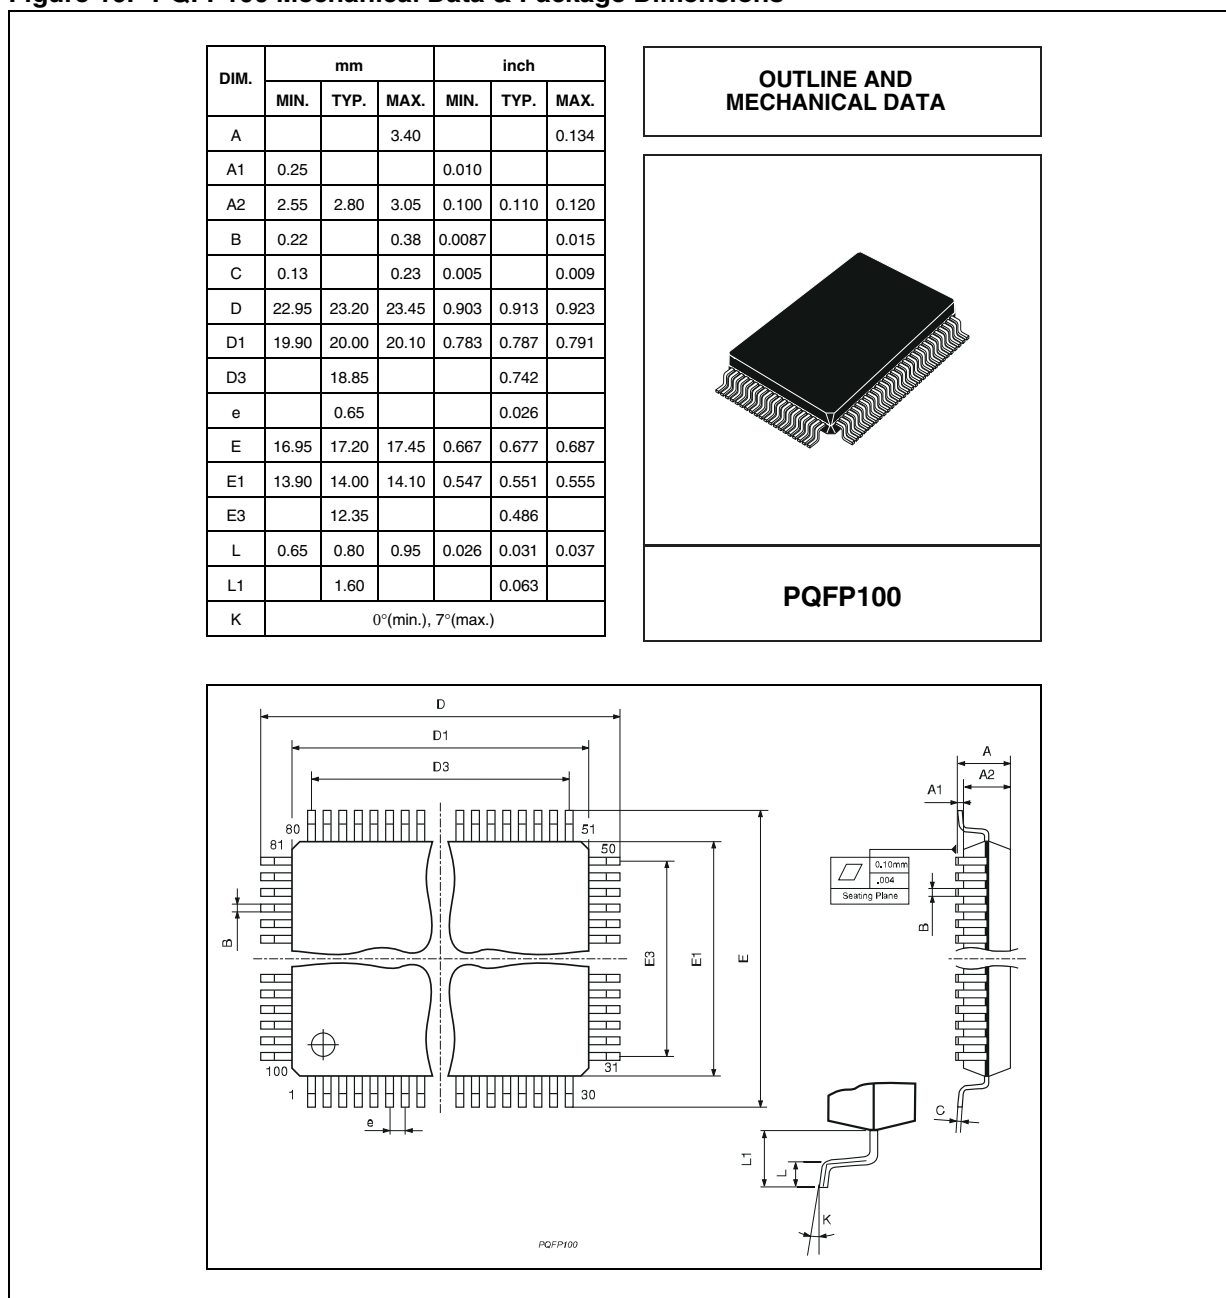 DIM. mm inch
MIN. TYP. MAX. MIN. TYP. MAX.
A 3.40 0.134
A1 0.25 0.010
A2 2.55 2.80 3.05 0.100 0.110 0.120
B 0.22 0.38 0.0087 0.015
C 0.13 0.23 0.005 0.009
D 22.95 23.20 23.45 0.903 0.913 0.923
D1 19.90 20.00 20.10 0.783 0.787 0.791
D3 18.85 0.742
e 0.65 0.026
E 16.95 17.20 17.45 0.667 0.677 0.687
E1 13.90 14.00 14.10 0.547 0.551 0.555
E3 12.35 0.486
L 0.65 0.80 0.95 0.026 0.031 0.037
L1 1.60 0.063
K 0°(min.), 7°(max.)
OUTLINE AND
MECHANICAL DATA
PQFP100
D
D1
D3
A
A2
A1
80
51
81
50
0.10mm
.004
Seating Plane
B
B
E3
E1
E
100
31
1
30
e
C
L1
L
K
PQFP100